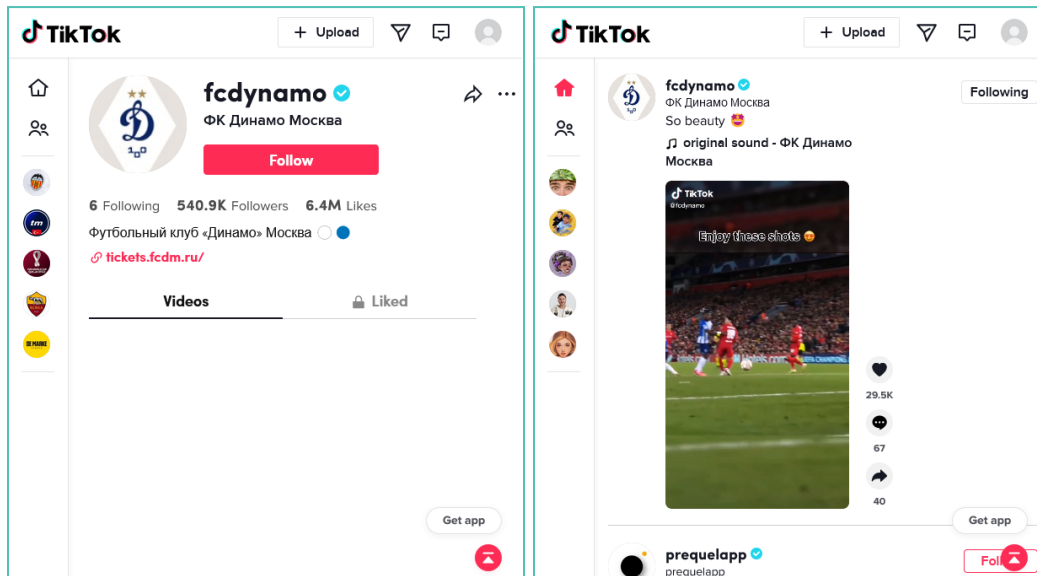 TikTok
Upload
fcdynamo
ФК Динамо Москва
Follow
6 Following 540.9K Followers 6.4M Likes
Футбольный клуб «Динамо» Москва
tickets.fcdm.ru/
Videos Liked
Get app
TikTok
Upload
fcdynamo
ФК Динамо Москва
Following
So beauty
original sound - ФК Динамо
Москва
TikTok
@fcdynamo
Enjoy these shots
29.5K
67
40
Get app
prequelapp
prequelapp